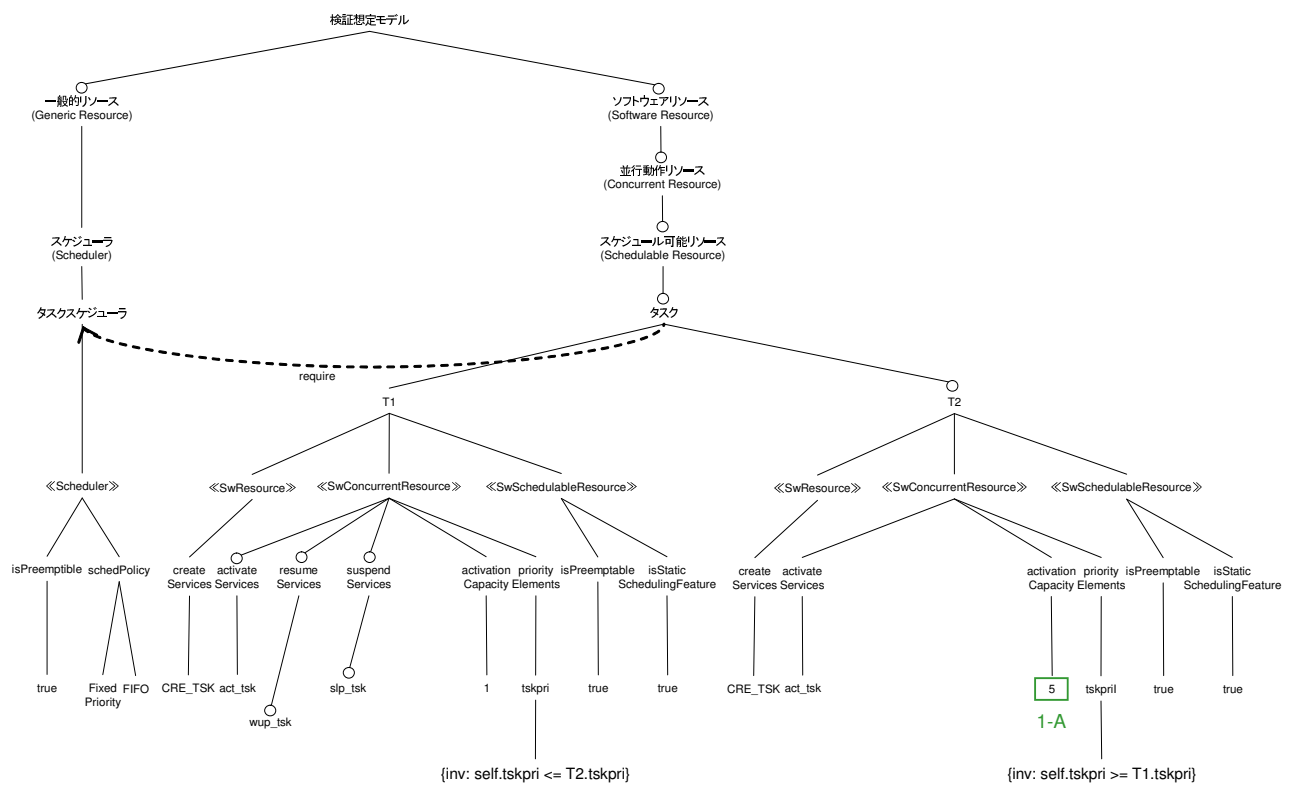 検証想定モデル
一般的リソース
(Generic Resource)
ソフトウェアリソース
(Software Resource)
並行動作リソース
(Concurrent Resource)
スケジューラ
(Scheduler)
スケジュール可能リソース
(Schedulable Resource)
タスクスケジューラ
タスク
require
T1
T2
≪Scheduler≫
≪SwResource≫
≪SwConcurrentResource≫
≪SwSchedulableResource≫
≪SwResource≫
≪SwConcurrentResource≫
≪SwSchedulableResource≫
isPreemptible
schedPolicy
create
Services
activate
Services
resume
Services
suspend
Services
activation
Capacity
priority
Elements
isPreemptable
isStatic
SchedulingFeature
create
Services
activate
Services
activation
Capacity
priority
Elements
isPreemptable
isStatic
SchedulingFeature
true
Fixed
Priority
FIFO
CRE_TSK
act_tsk
wup_tsk
slp_tsk
1
tskpri
true
true
CRE_TSK
act_tsk
5
tskpriI
true
true
1-A
{inv: self.tskpri <= T2.tskpri}
{inv: self.tskpri >= T1.tskpri}